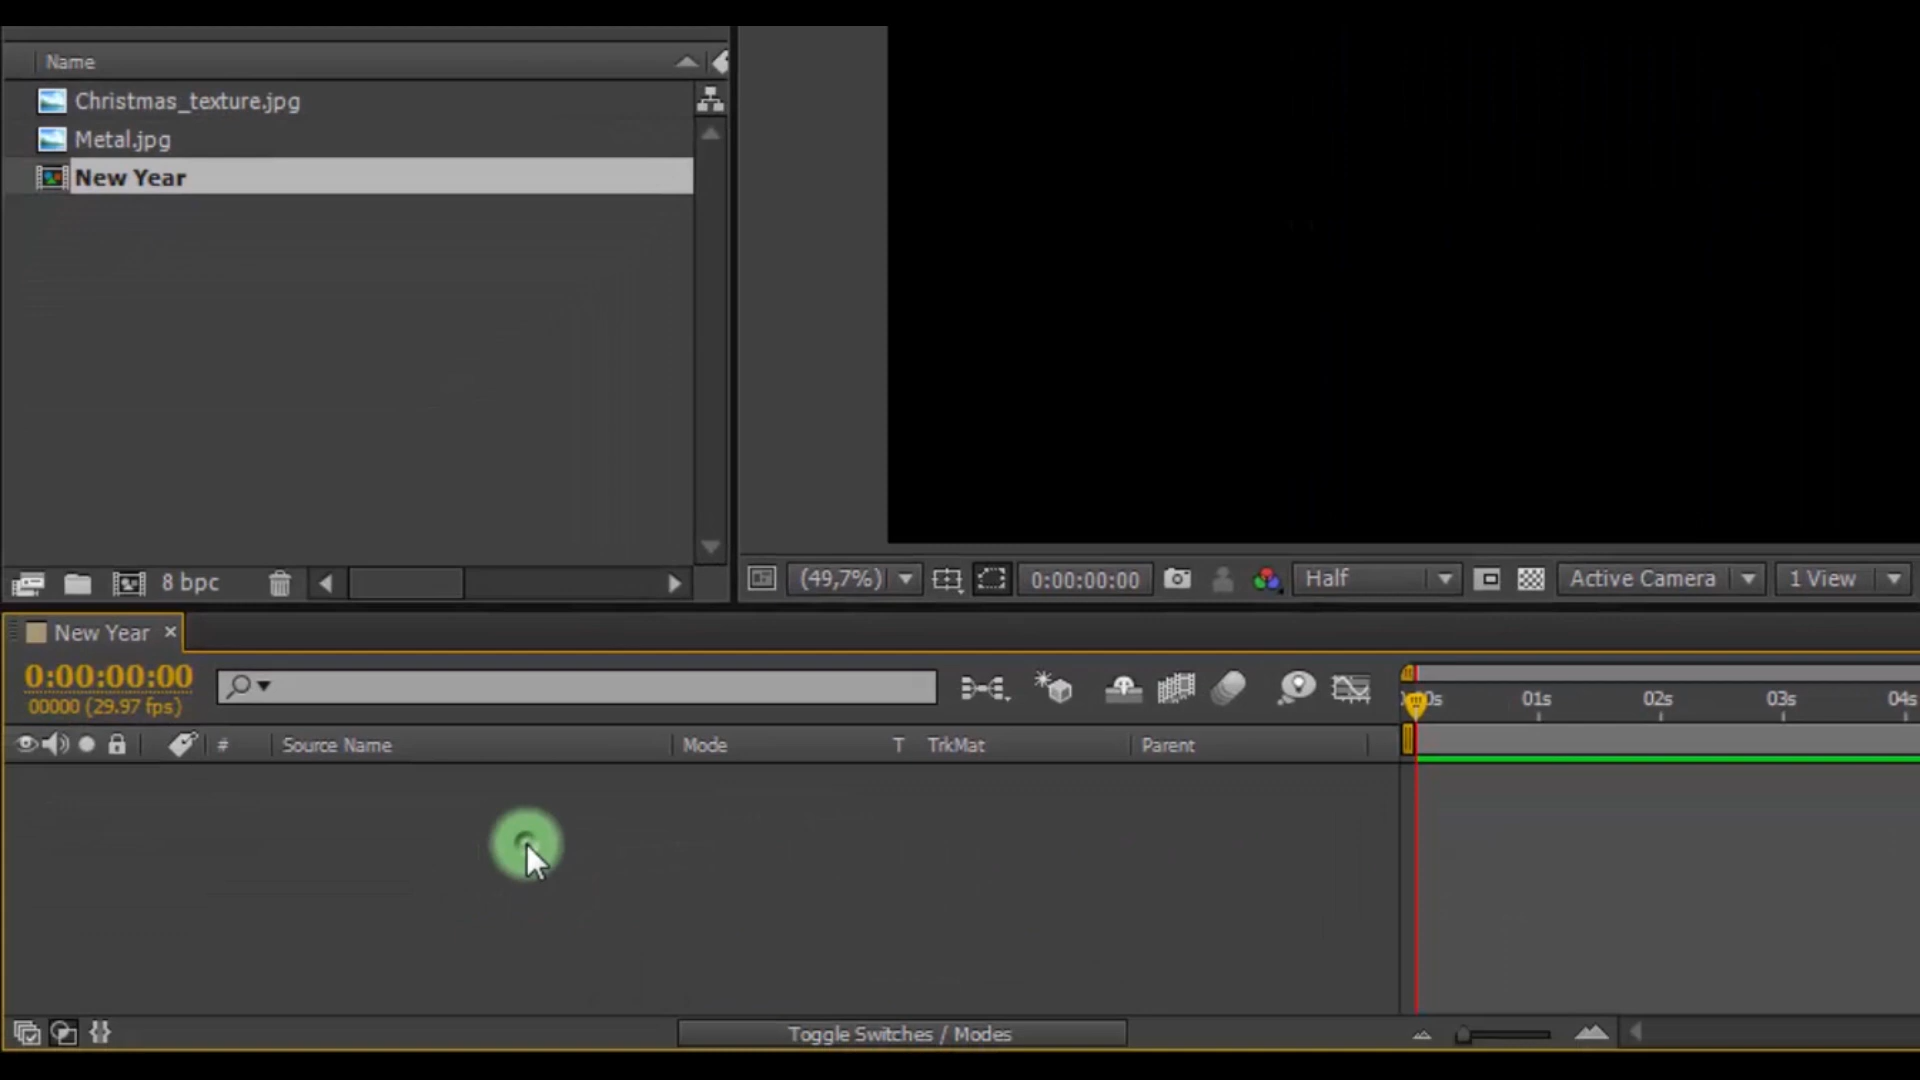 Name
Christmas_texture.jpg
Metal.jpg
New Year
8 bpc
(49,7%)
0:00:00:00
Half
Active Camera
1 View
New Year ×
0:00:00:00
00000 (29.97 fps)
0s 01s 02s 03s 04s
# Source Name Mode T TrkMat Parent
Toggle Switches / Modes